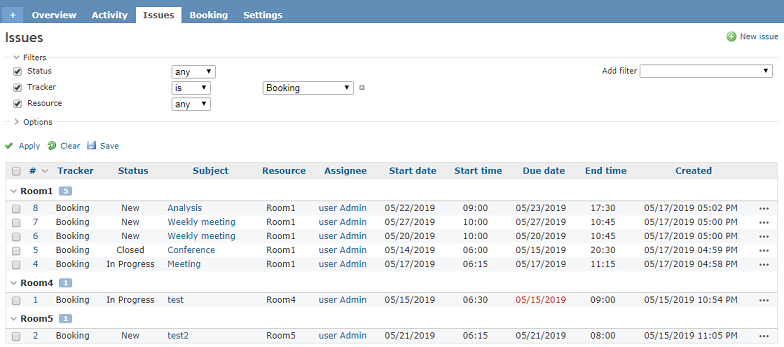 + Overview Activity Issues Booking Settings
Issues New issue
Filters
Status any Add filter
Tracker is Booking
Resource any
Options
Apply Clear Save
# Tracker Status Subject Resource Assignee Start date Start time Due date End time Created
Room1 5
8 Booking New Analysis Room1 user Admin 05/22/2019 09:00 05/23/2019 17:30 05/17/2019 05:02 PM
7 Booking New Weekly meeting Room1 user Admin 05/27/2019 10:00 05/27/2019 10:45 05/17/2019 05:00 PM
6 Booking New Weekly meeting Room1 user Admin 05/20/2019 10:00 05/20/2019 10:45 05/17/2019 05:00 PM
5 Booking Closed Conference Room1 user Admin 05/14/2019 06:00 05/15/2019 20:30 05/17/2019 04:59 PM
4 Booking In Progress Meeting Room1 user Admin 05/17/2019 06:15 05/17/2019 11:15 05/17/2019 04:58 PM
Room4 1
1 Booking In Progress test Room4 user Admin 05/15/2019 06:30 05/15/2019 09:00 05/15/2019 10:54 PM
Room5 1
2 Booking New test2 Room5 user Admin 05/21/2019 06:15 05/21/2019 08:00 05/15/2019 11:05 PM